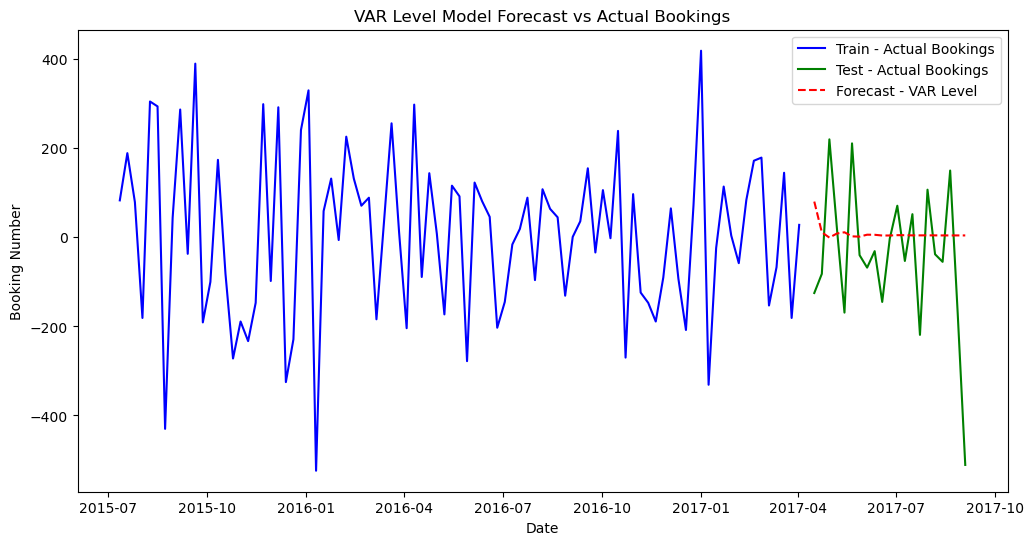 VAR Level Model Forecast vs Actual Bookings
Train - Actual Bookings
Test - Actual Bookings
Forecast - VAR Level
Booking Number
400
200
0
−200
−400
2015-07
2015-10
2016-01
2016-04
2016-07
2016-10
2017-01
2017-04
2017-07
2017-10
Date